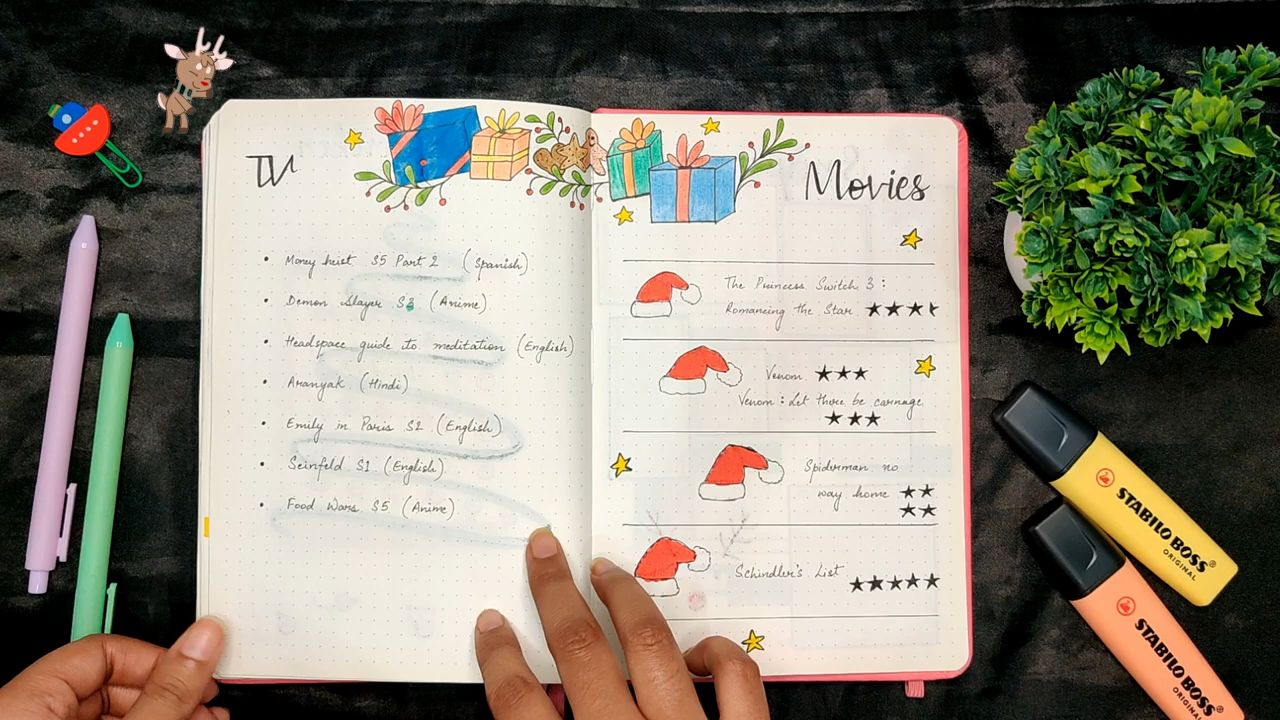 TV
Money heist S5 Part 2 (Spanish)
Demon Slayer S2 (Anime)
Headspace guide to meditation (English)
Aranyak (Hindi)
Emily in Paris S2 (English)
Seinfeld S1 (English)
Food Wars S5 (Anime)
Movies
The Princess Switch 3:
Romancing the Star
Venom
Venom: Let there be carnage
Spiderman no
way home
Schindler's List
STABILO BOSS
ORIGINAL
STABILO BOSS
ORIGINAL